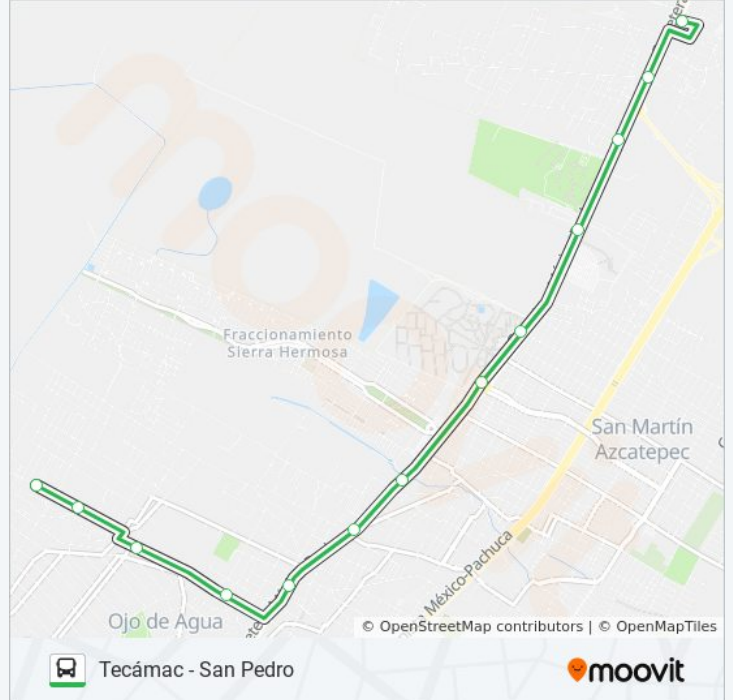 Fraccionamiento
Sierra Hermosa
San Martín
Azcatepec
México-Pachuca
Ojo de Agua
© OpenStreetMap contributors | © OpenMapTiles
Tecámac - San Pedro
moovit